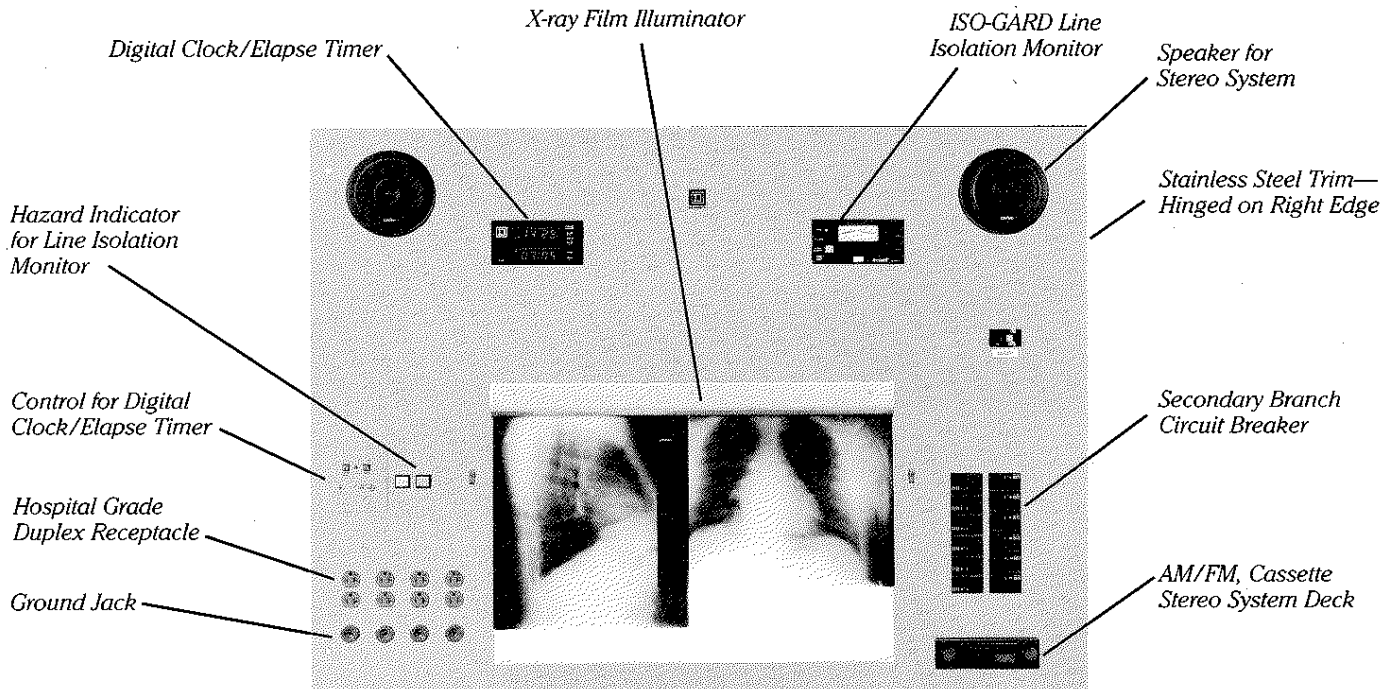 X-ray Film Illuminator
Digital Clock/Elapse Timer
ISO-GARD Line
Isolation Monitor
Speaker for
Stereo System
Stainless Steel Trim—
Hinged on Right Edge
Hazard Indicator
for Line Isolation
Monitor
Control for Digital
Clock/Elapse Timer
Secondary Branch
Circuit Breaker
Hospital Grade
Duplex Receptacle
Ground Jack
AM/FM, Cassette
Stereo System Deck